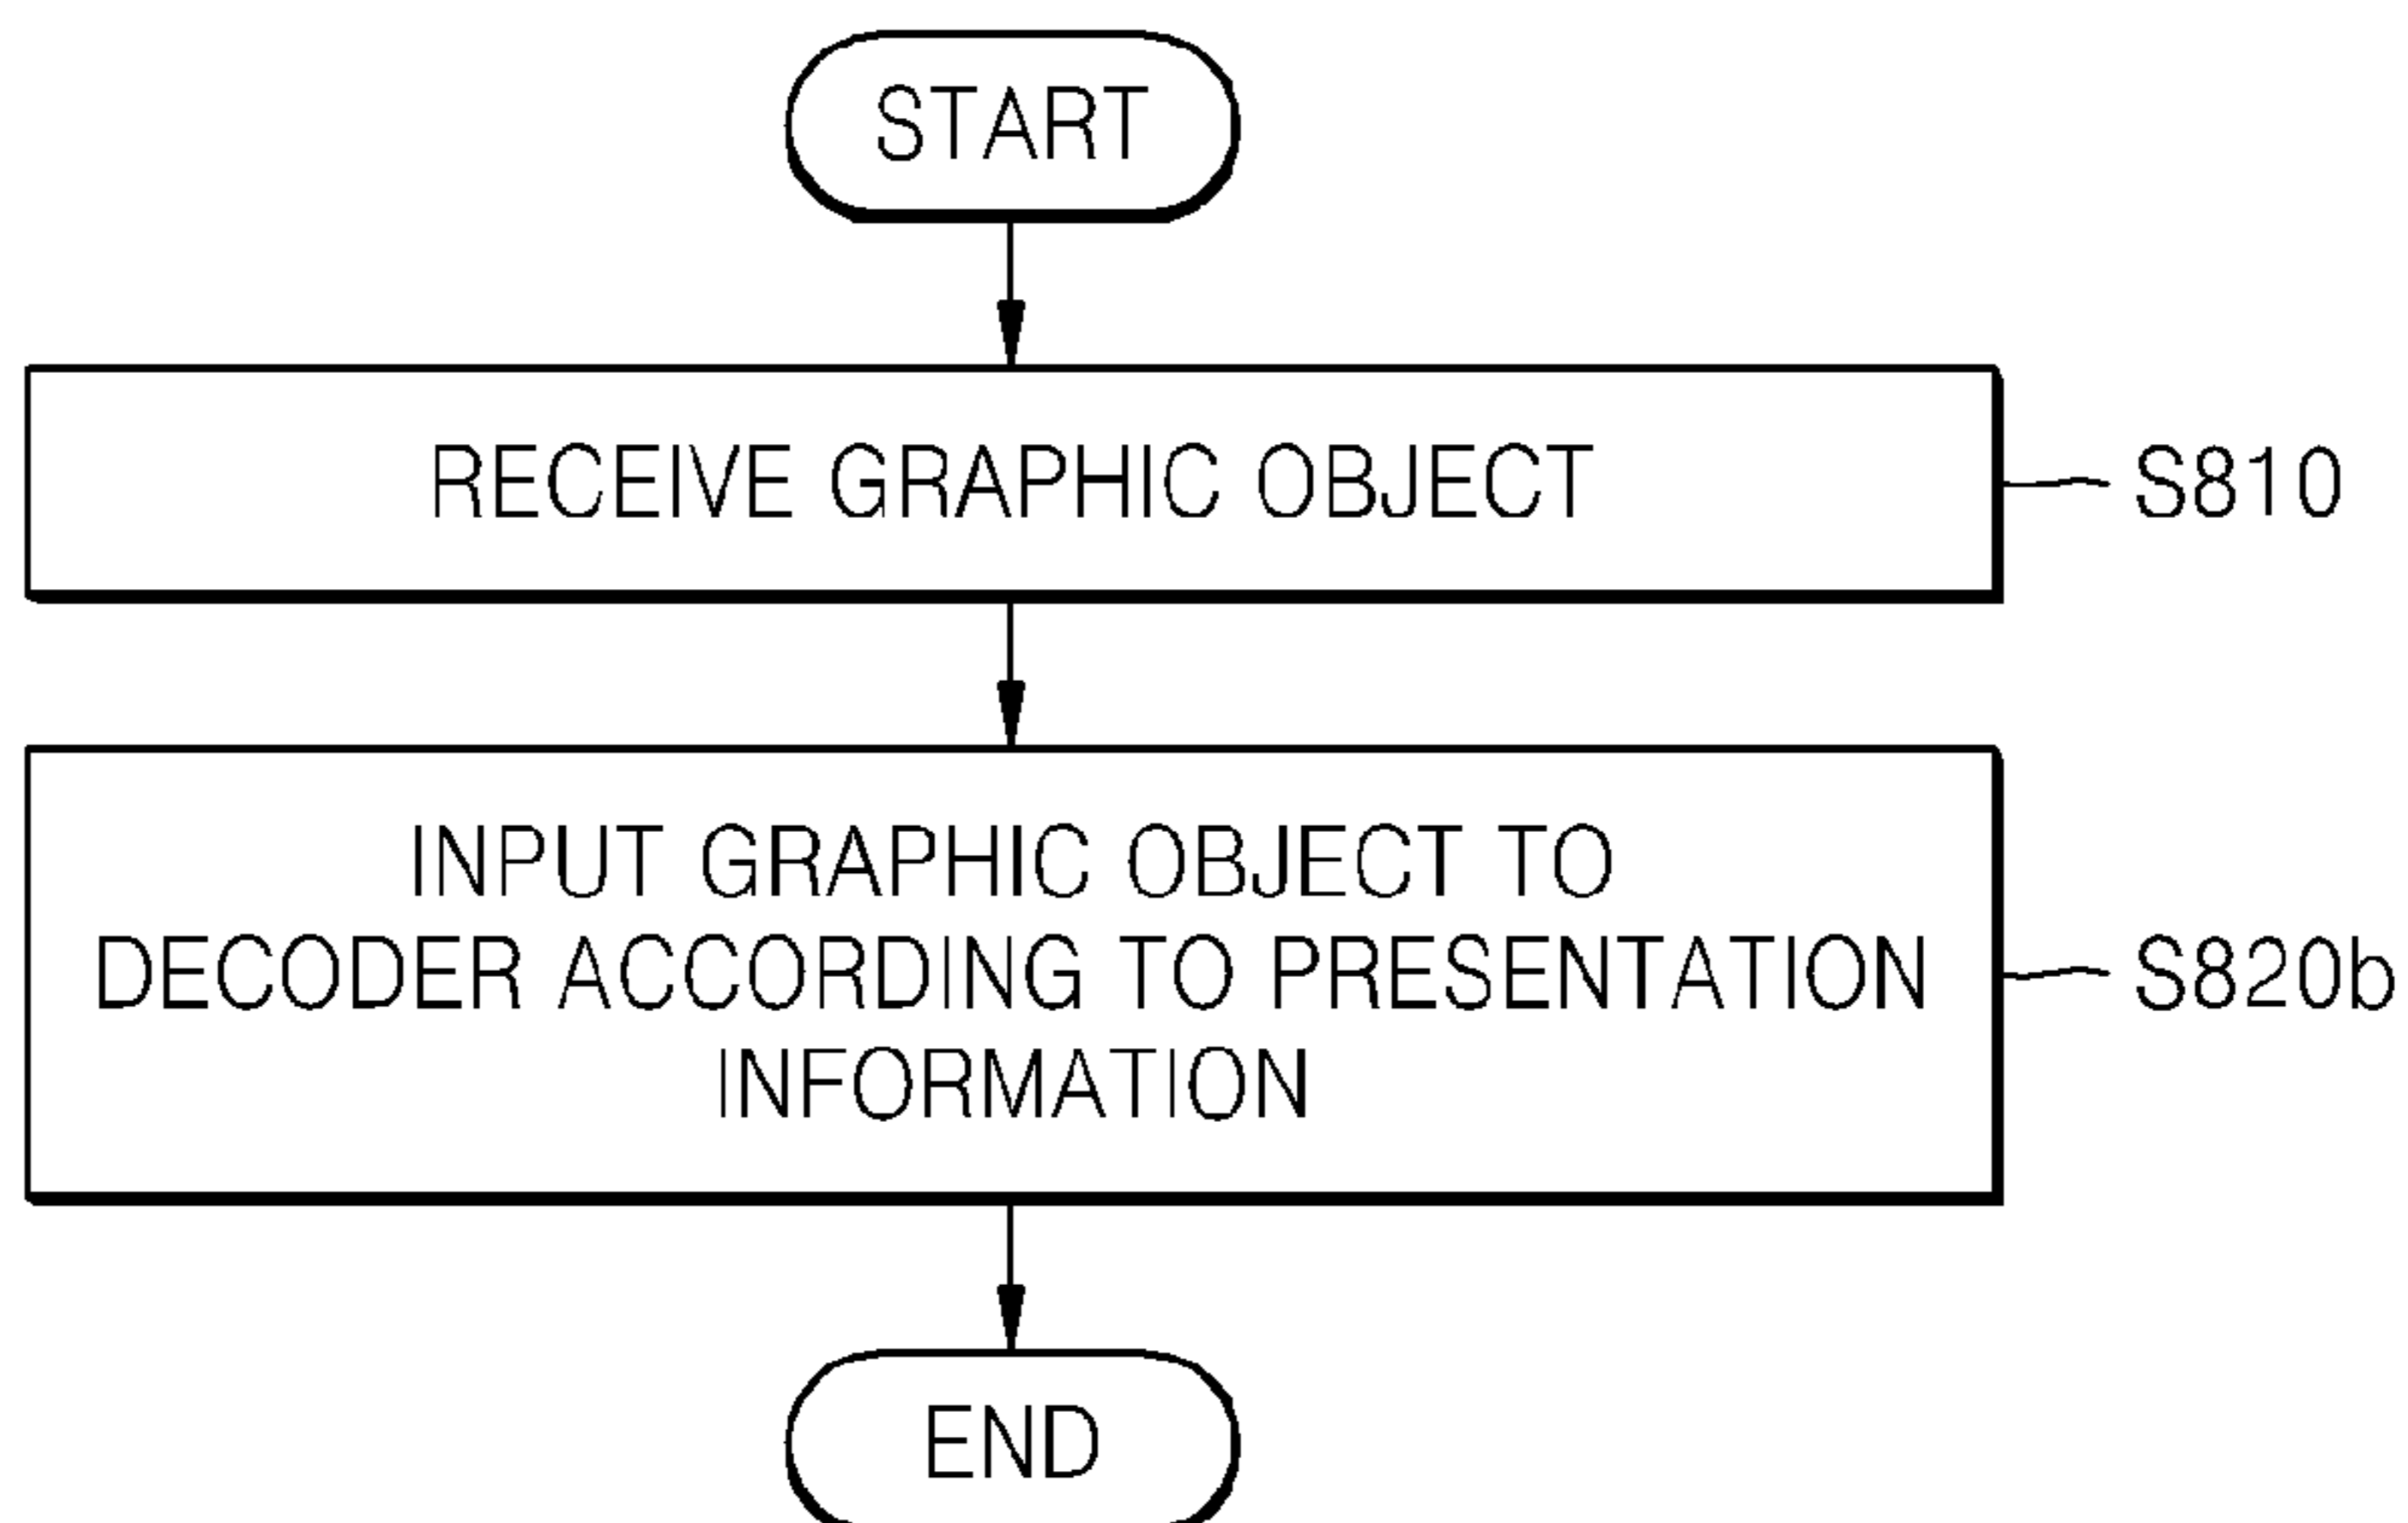 START
RECEIVE GRAPHIC OBJECT
S810
INPUT GRAPHIC OBJECT TO
DECODER ACCORDING TO PRESENTATION
INFORMATION
S820b
END